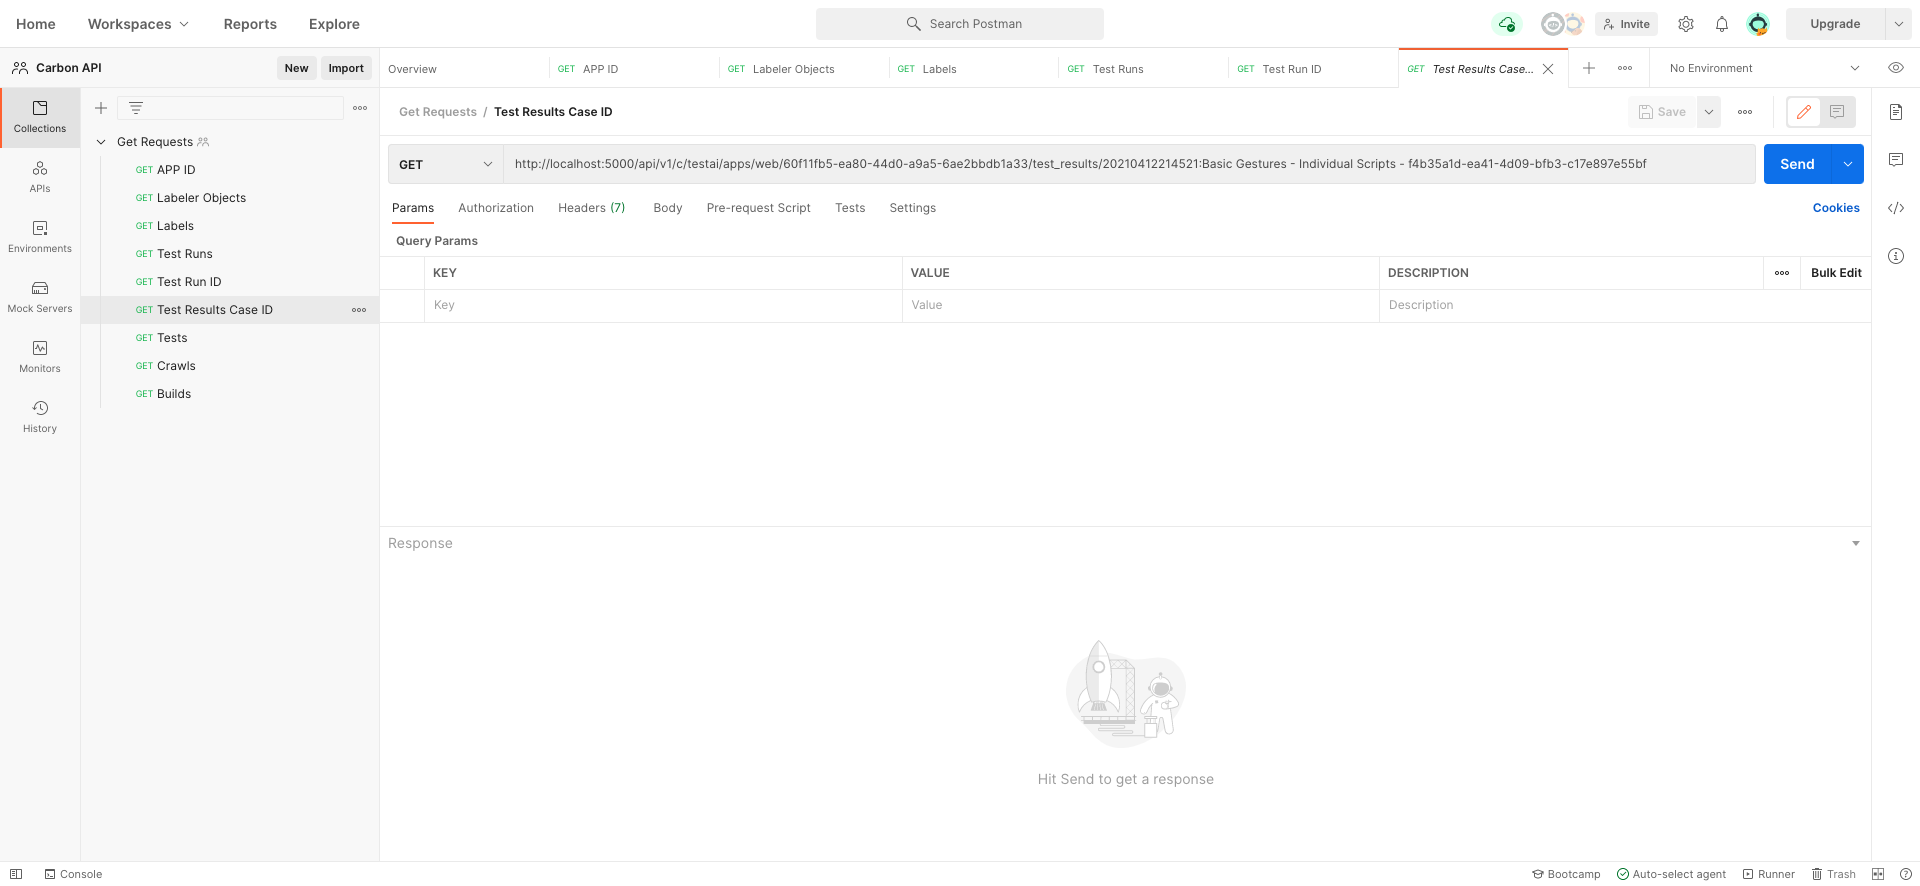 Home Workspaces Reports Explore Search Postman Invite Upgrade
Carbon API New Import
Overview GET APP ID GET Labeler Objects GET Labels GET Test Runs GET Test Run ID GET Test Results Case... No Environment
Collections
APIs
Environments
Mock Servers
Monitors
History
Get Requests
GET APP ID
GET Labeler Objects
GET Labels
GET Test Runs
GET Test Run ID
GET Test Results Case ID
GET Tests
GET Crawls
GET Builds
Get Requests / Test Results Case ID Save
GET http://localhost:5000/api/v1/c/testai/apps/web/60f11fb5-ea80-44d0-a9a5-6ae2bbdb1a33/test_results/20210412214521:Basic Gestures - Individual Scripts - f4b35a1d-ea41-4d09-bfb3-c17e897e55bf Send
Params Authorization Headers (7) Body Pre-request Script Tests Settings Cookies
Query Params
KEY VALUE DESCRIPTION Bulk Edit
Key Value Description
Response
Hit Send to get a response
Console Bootcamp Auto-select agent Runner Trash